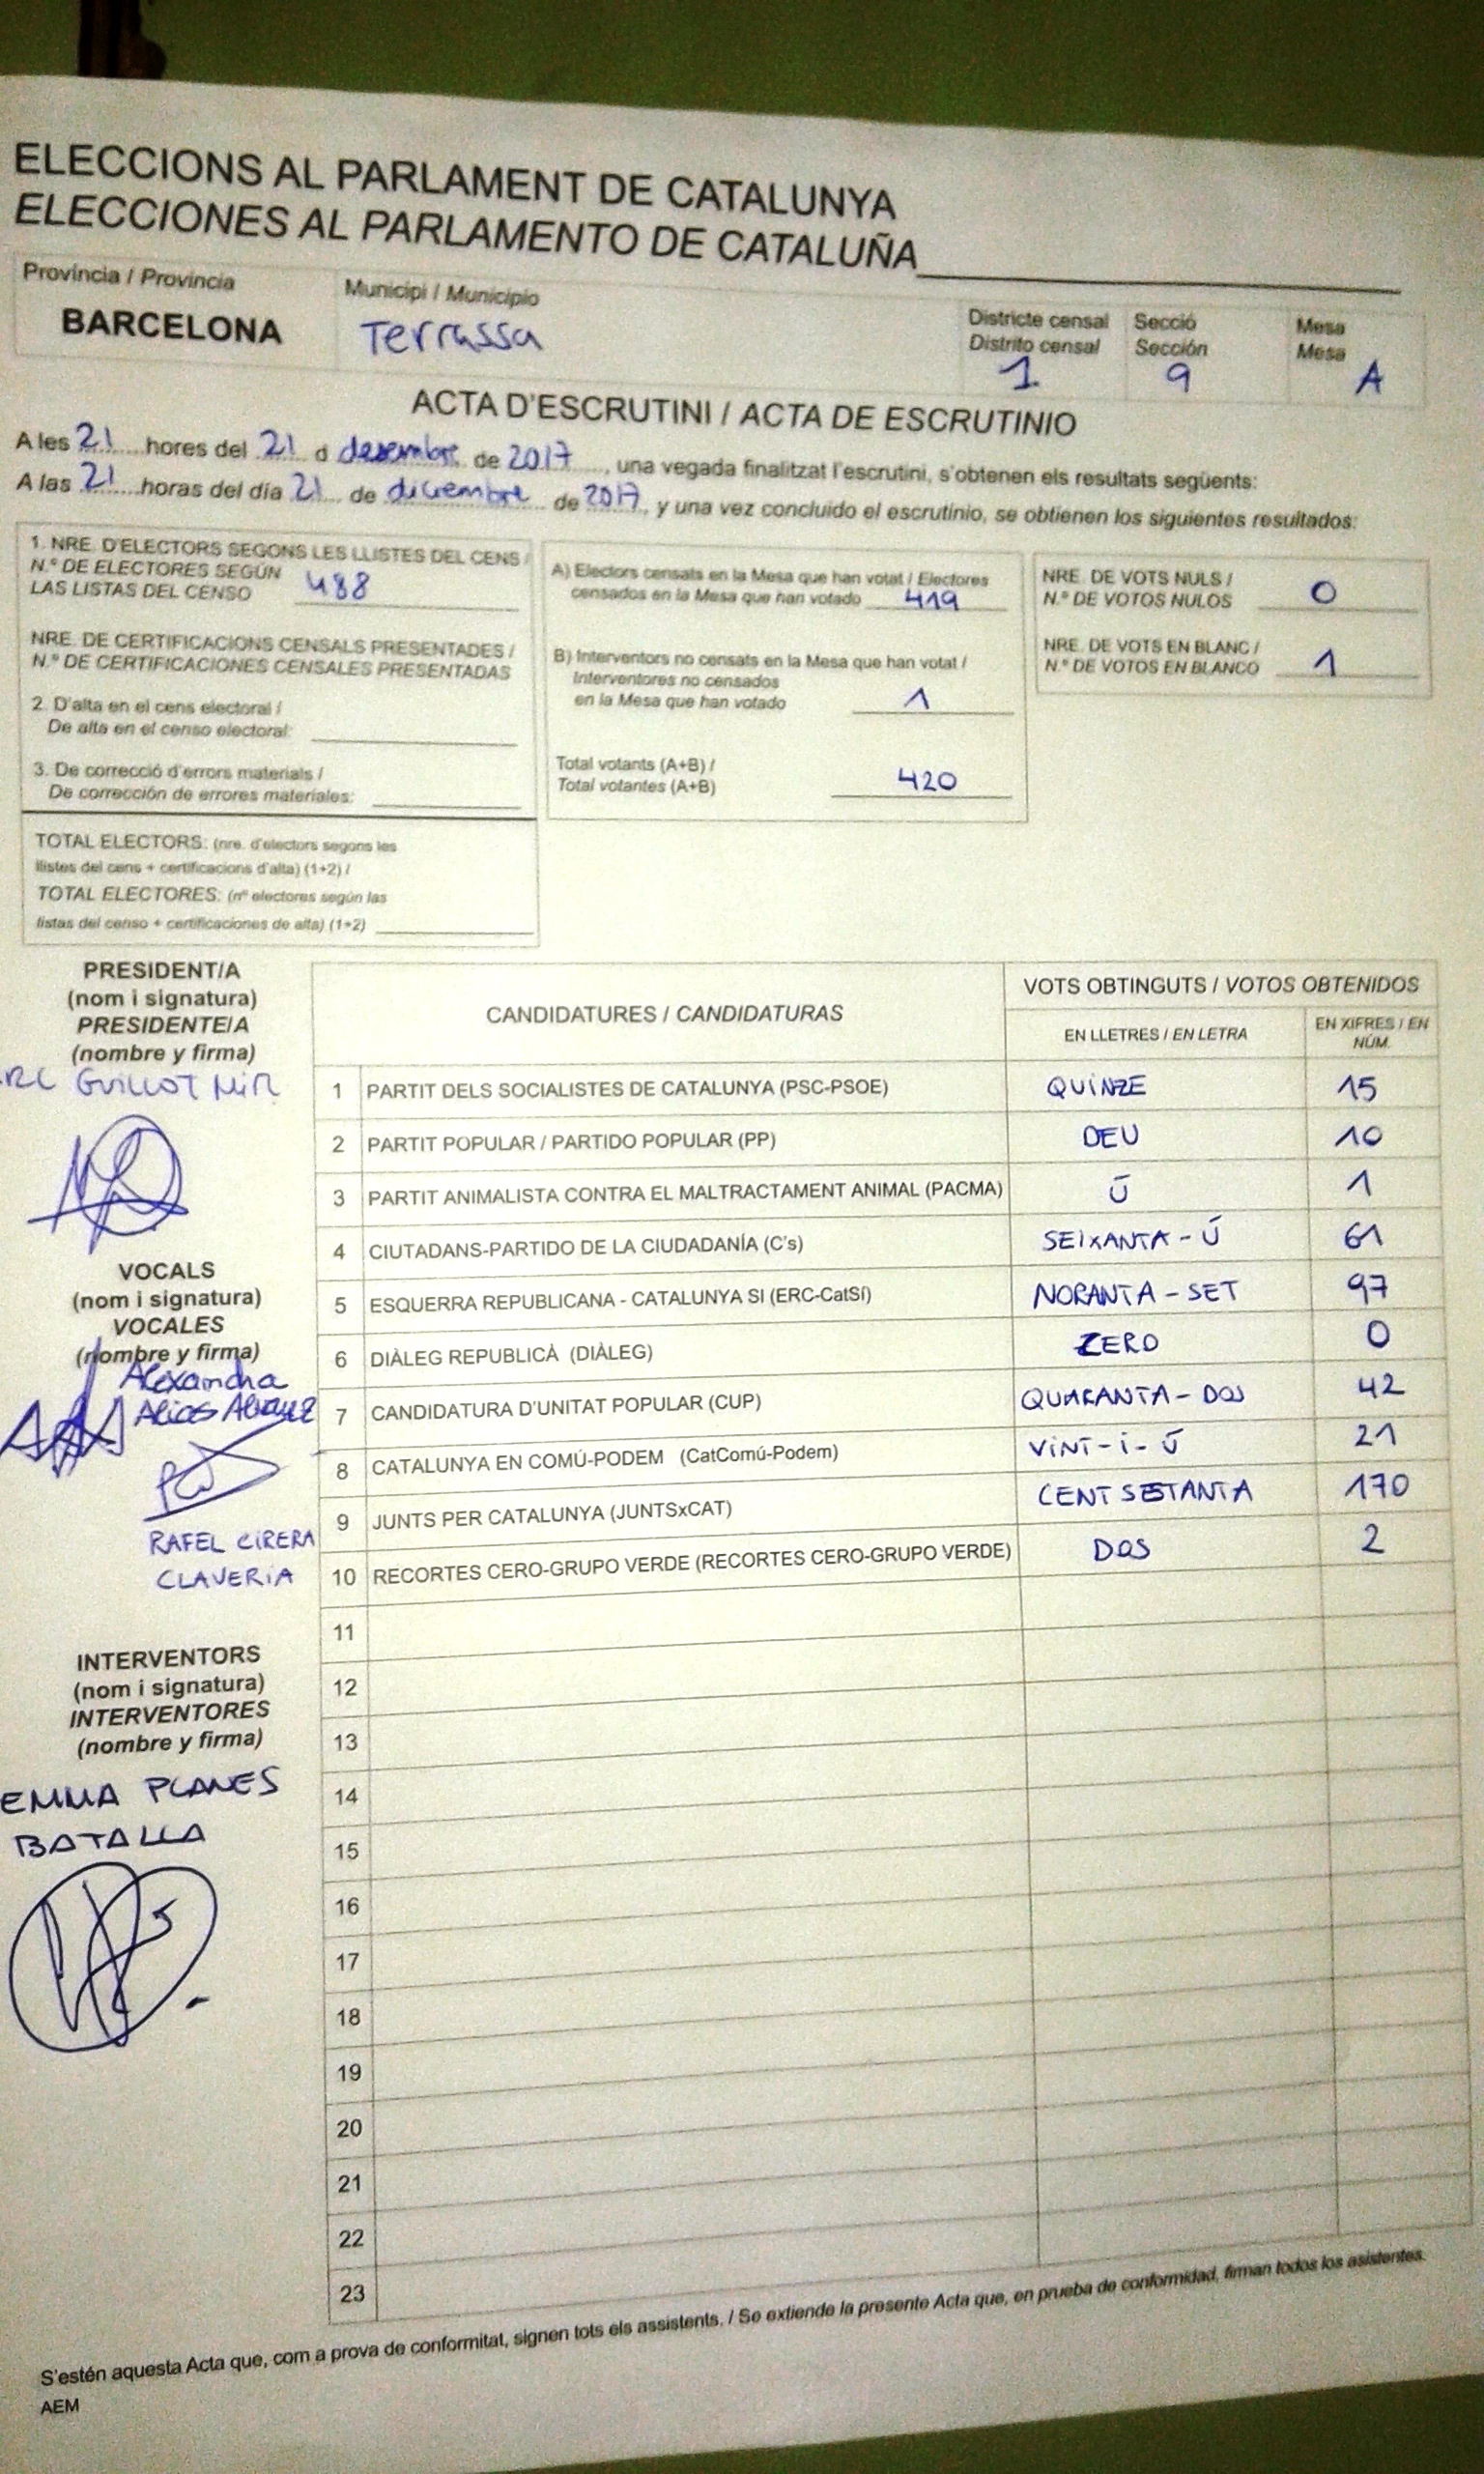 ELECCIONS AL PARLAMENT DE CATALUNYA
ELECCIONES AL PARLAMENTO DE CATALUÑA
Província / Provincia
BARCELONA
Municipi / Municipio
Terrassa
Districte censal
Distrito censal
1
Secció
Sección
9
Mesa
Mesa
A
ACTA D'ESCRUTINI / ACTA DE ESCRUTINIO
A les 21 hores del 21 d desembre de 2017, una vegada finalitzat l'escrutini, s'obtenen els resultats següents:
A las 21 horas del día 21 de diciembre de 2017, y una vez concluido el escrutinio, se obtienen los siguientes resultados:
1. NRE. D'ELECTORS SEGONS LES LLISTES DEL CENS /
N.º DE ELECTORES SEGÚN
LAS LISTAS DEL CENSO 488
NRE. DE CERTIFICACIONS CENSALS PRESENTADES /
N.º DE CERTIFICACIONES CENSALES PRESENTADAS
2. D'alta en el cens electoral /
De alta en el censo electoral:
3. De correcció d'errors materials /
De corrección de errores materiales:
TOTAL ELECTORS: (nre. d'electors segons les
llistes del cens + certificacions d'alta) (1+2) /
TOTAL ELECTORES: (nº electores según las
listas del censo + certificaciones de alta) (1+2)
A) Electors censats en la Mesa que han votat / Electores
censados en la Mesa que han votado 419
B) Interventors no censats en la Mesa que han votat /
Interventores no censados
en la Mesa que han votado 1
Total votants (A+B) /
Total votantes (A+B) 420
NRE. DE VOTS NULS /
N.º DE VOTOS NULOS 0
NRE. DE VOTS EN BLANC /
N.º DE VOTOS EN BLANCO 1
PRESIDENT/A
(nom i signatura)
PRESIDENTE/A
(nombre y firma)
GUILLOT MIR
VOCALS
(nom i signatura)
VOCALES
(nombre y firma)
Alexandra
RAFEL CIRERA
CLAVERIA
INTERVENTORS
(nom i signatura)
INTERVENTORES
(nombre y firma)
EMMA PLANES
BATALLA
CANDIDATURES / CANDIDATURAS
VOTS OBTINGUTS / VOTOS OBTENIDOS
EN LLETRES / EN LETRA
EN XIFRES / EN
NÚM.
1 PARTIT DELS SOCIALISTES DE CATALUNYA (PSC-PSOE) QUINZE 15
2 PARTIT POPULAR / PARTIDO POPULAR (PP) DEU 10
3 PARTIT ANIMALISTA CONTRA EL MALTRACTAMENT ANIMAL (PACMA) Ú 1
4 CIUTADANS-PARTIDO DE LA CIUDADANÍA (C's) SEIXANTA - Ú 61
5 ESQUERRA REPUBLICANA - CATALUNYA SI (ERC-CatSí) NORANTA - SET 97
6 DIÀLEG REPUBLICÀ (DIÀLEG) ZERO 0
7 CANDIDATURA D'UNITAT POPULAR (CUP) QUARANTA - DOS 42
8 CATALUNYA EN COMÚ-PODEM (CatComú-Podem) VINT - i - Ú 21
9 JUNTS PER CATALUNYA (JUNTSxCAT) CENT SETANTA 170
10 RECORTES CERO-GRUPO VERDE (RECORTES CERO-GRUPO VERDE) DOS 2
11
12
13
14
15
16
17
18
19
20
21
22
23
S'estén aquesta Acta que, com a prova de conformitat, signen tots els assistents. / Se extiende la presente Acta que, en prueba de conformidad, firman todos los asistentes.
AEM